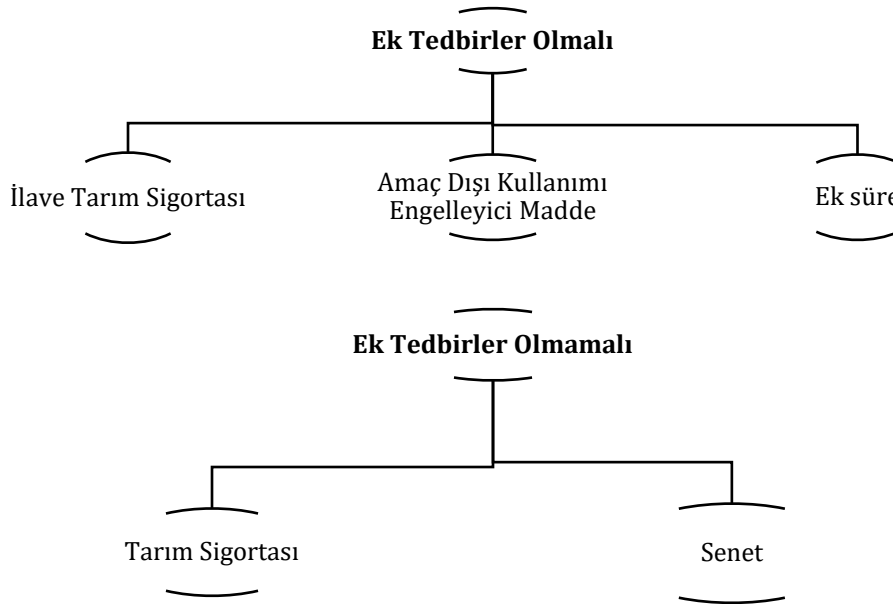 Ek Tedbirler Olmalı
İlave Tarım Sigortası
Amaç Dışı Kullanımı
Engelleyici Madde
Ek süre
Ek Tedbirler Olmamalı
Tarım Sigortası
Senet